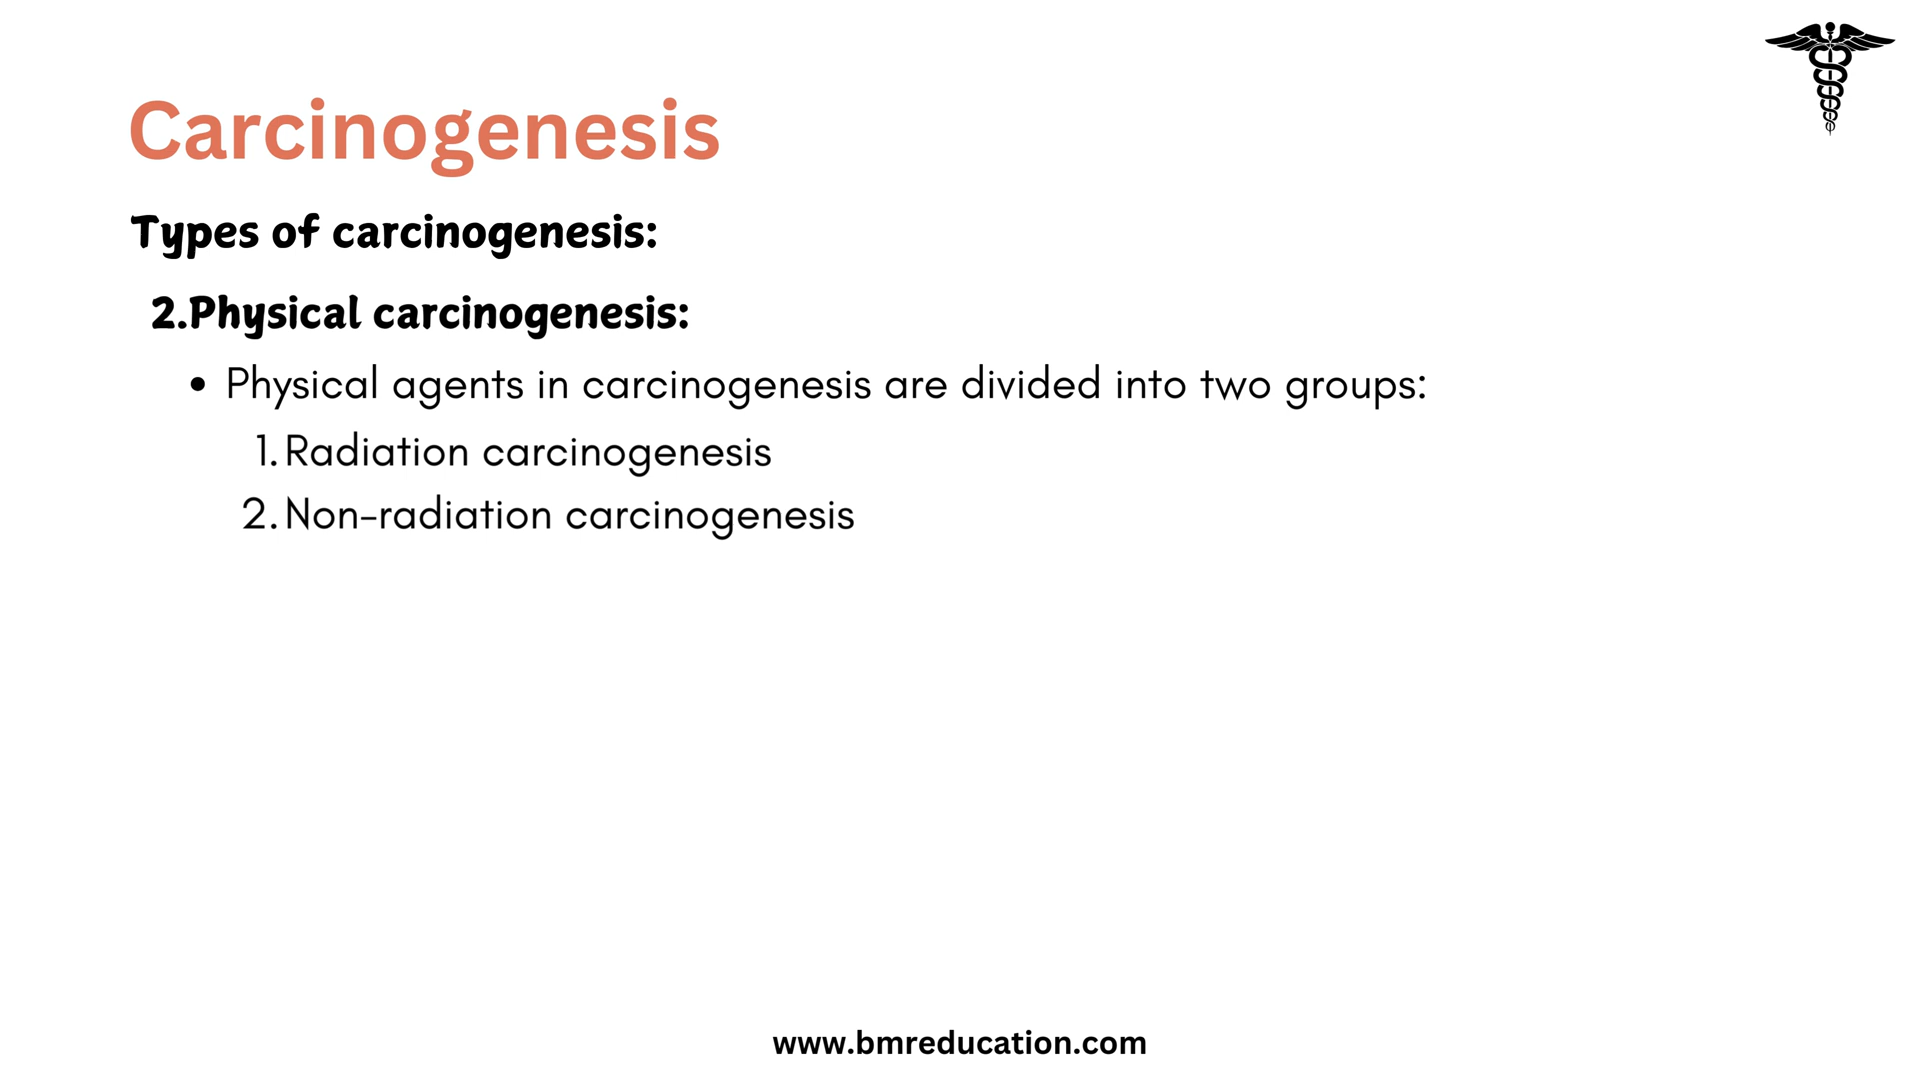 Carcinogenesis
Types of carcinogenesis:
2.Physical carcinogenesis:
• Physical agents in carcinogenesis are divided into two groups:
1. Radiation carcinogenesis
2. Non-radiation carcinogenesis
www.bmreducation.com